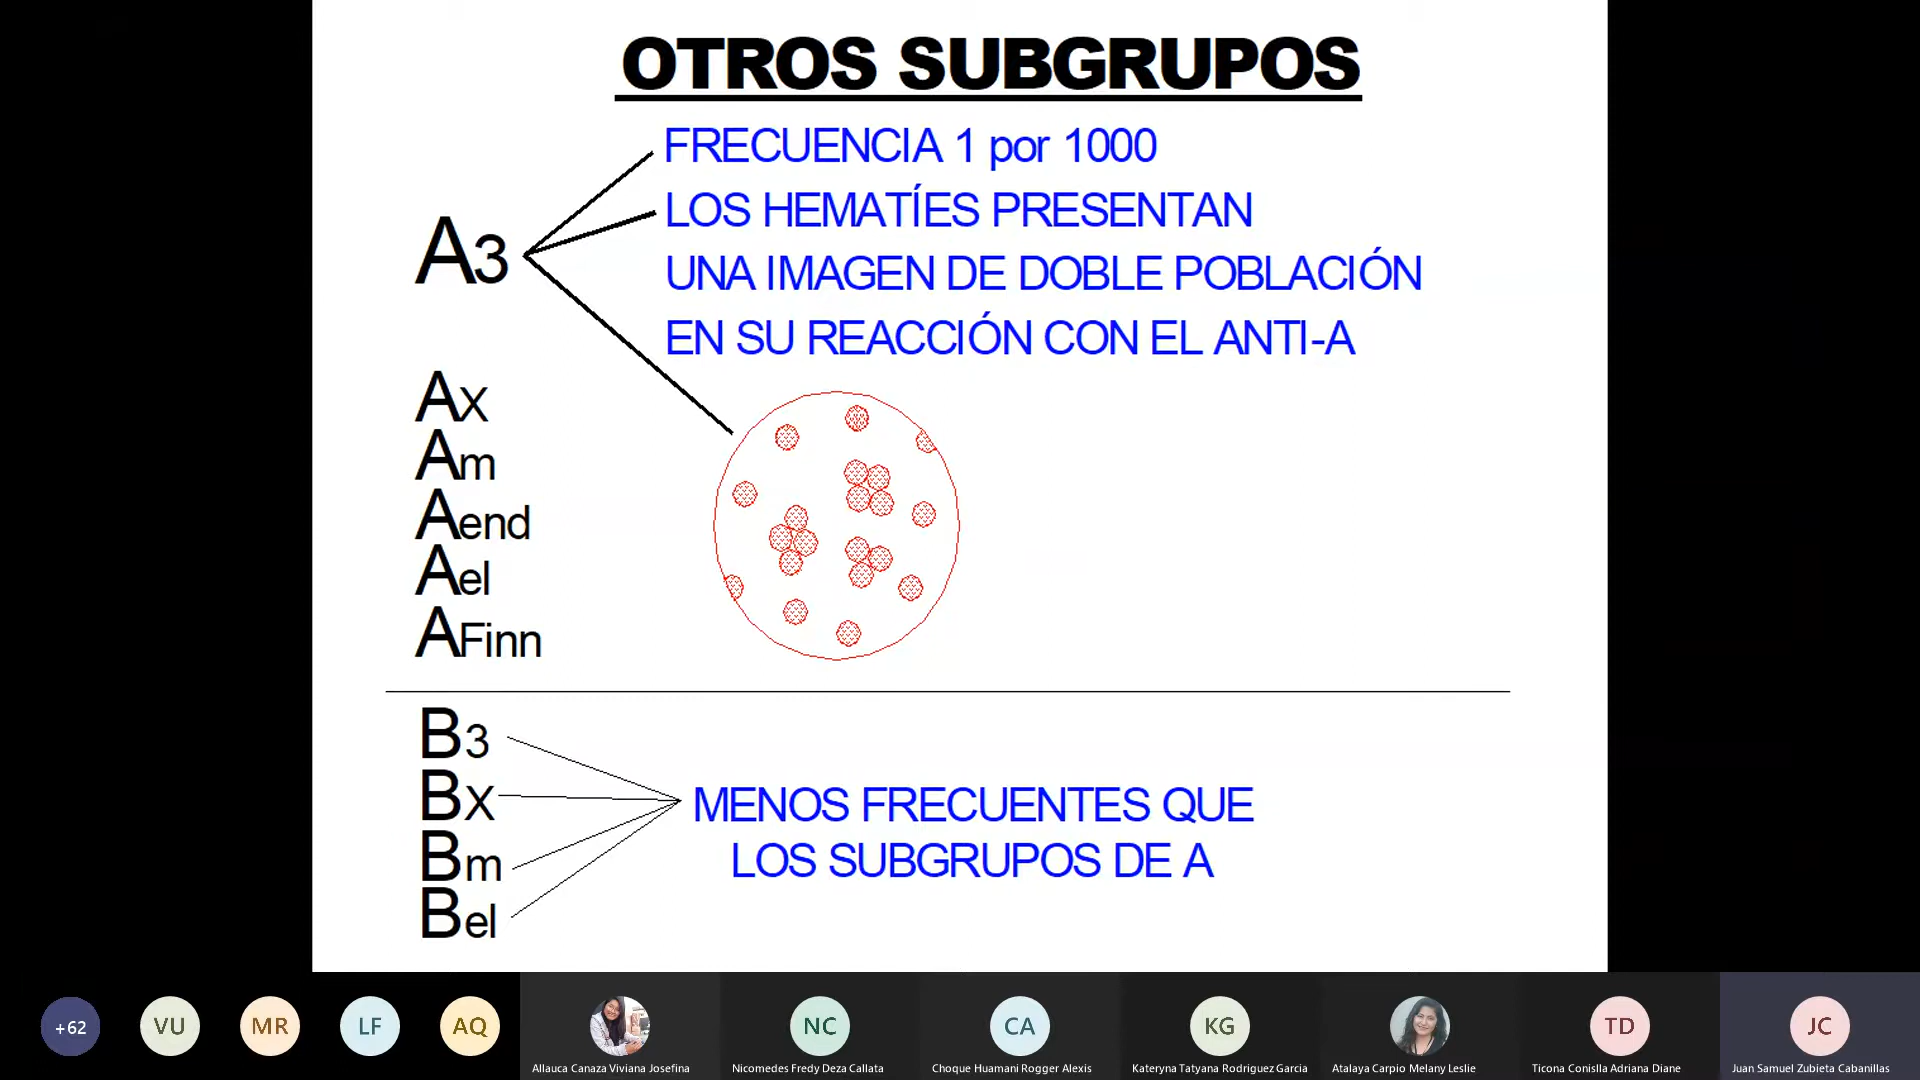 OTROS SUBGRUPOS
FRECUENCIA 1 por 1000
LOS HEMATÍES PRESENTAN
UNA IMAGEN DE DOBLE POBLACIÓN
EN SU REACCIÓN CON EL ANTI-A
A3
AX
Am
Aend
Ael
AFinn
B3
BX
Bm
Bel
MENOS FRECUENTES QUE
LOS SUBGRUPOS DE A
+62
VU
MR
LF
AQ
NC
CA
KG
TD
JC
Allauca Canaza Viviana Josefina
Nicomedes Fredy Deza Callata
Choque Huamani Rogger Alexis
Kateryna Tatyana Rodriguez Garcia
Atalaya Carpio Melany Leslie
Ticona Conislla Adriana Diane
Juan Samuel Zubieta Cabanillas